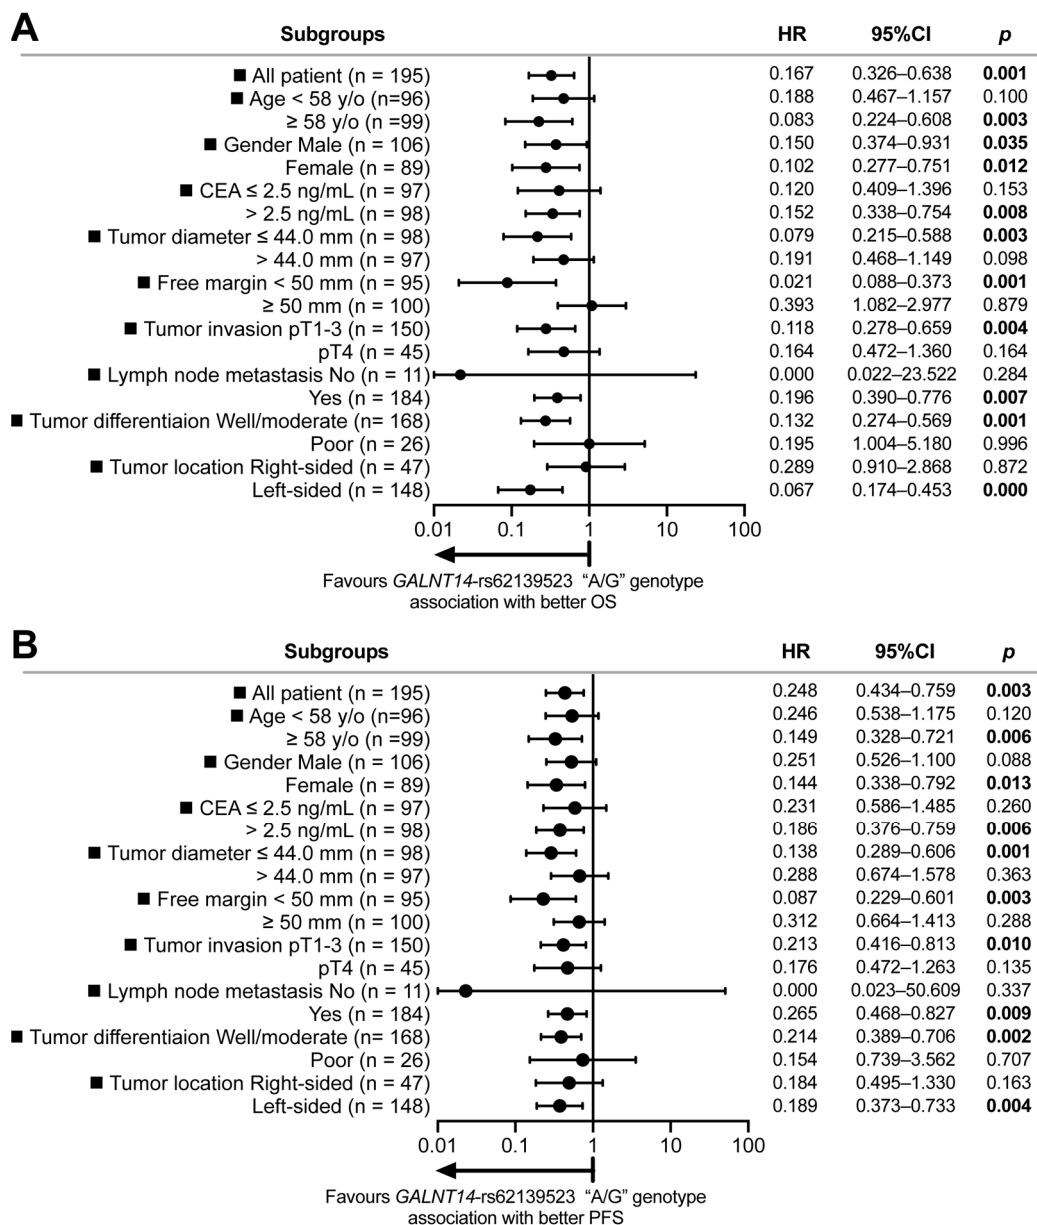 A
Subgroups HR 95%CI p
■ All patient (n = 195) 0.167 0.326–0.638 0.001
■ Age < 58 y/o (n=96) 0.188 0.467–1.157 0.100
≥ 58 y/o (n =99) 0.083 0.224–0.608 0.003
■ Gender Male (n = 106) 0.150 0.374–0.931 0.035
Female (n = 89) 0.102 0.277–0.751 0.012
■ CEA ≤ 2.5 ng/mL (n = 97) 0.120 0.409–1.396 0.153
> 2.5 ng/mL (n = 98) 0.152 0.338–0.754 0.008
■ Tumor diameter ≤ 44.0 mm (n = 98) 0.079 0.215–0.588 0.003
> 44.0 mm (n = 97) 0.191 0.468–1.149 0.098
■ Free margin < 50 mm (n = 95) 0.021 0.088–0.373 0.001
≥ 50 mm (n = 100) 0.393 1.082–2.977 0.879
■ Tumor invasion pT1-3 (n = 150) 0.118 0.278–0.659 0.004
pT4 (n = 45) 0.164 0.472–1.360 0.164
■ Lymph node metastasis No (n = 11) 0.000 0.022–23.522 0.284
Yes (n = 184) 0.196 0.390–0.776 0.007
■ Tumor differentiaion Well/moderate (n= 168) 0.132 0.274–0.569 0.001
Poor (n = 26) 0.195 1.004–5.180 0.996
■ Tumor location Right-sided (n = 47) 0.289 0.910–2.868 0.872
Left-sided (n = 148) 0.067 0.174–0.453 0.000
0.01 0.1 1 10 100
Favours GALNT14-rs62139523 “A/G” genotype
association with better OS
B
Subgroups HR 95%CI p
■ All patient (n = 195) 0.248 0.434–0.759 0.003
■ Age < 58 y/o (n=96) 0.246 0.538–1.175 0.120
≥ 58 y/o (n =99) 0.149 0.328–0.721 0.006
■ Gender Male (n = 106) 0.251 0.526–1.100 0.088
Female (n = 89) 0.144 0.338–0.792 0.013
■ CEA ≤ 2.5 ng/mL (n = 97) 0.231 0.586–1.485 0.260
> 2.5 ng/mL (n = 98) 0.186 0.376–0.759 0.006
■ Tumor diameter ≤ 44.0 mm (n = 98) 0.138 0.289–0.606 0.001
> 44.0 mm (n = 97) 0.288 0.674–1.578 0.363
■ Free margin < 50 mm (n = 95) 0.087 0.229–0.601 0.003
≥ 50 mm (n = 100) 0.312 0.664–1.413 0.288
■ Tumor invasion pT1-3 (n = 150) 0.213 0.416–0.813 0.010
pT4 (n = 45) 0.176 0.472–1.263 0.135
■ Lymph node metastasis No (n = 11) 0.000 0.023–50.609 0.337
Yes (n = 184) 0.265 0.468–0.827 0.009
■ Tumor differentiaion Well/moderate (n= 168) 0.214 0.389–0.706 0.002
Poor (n = 26) 0.154 0.739–3.562 0.707
■ Tumor location Right-sided (n = 47) 0.184 0.495–1.330 0.163
Left-sided (n = 148) 0.189 0.373–0.733 0.004
0.01 0.1 1 10 100
Favours GALNT14-rs62139523 “A/G” genotype
association with better PFS